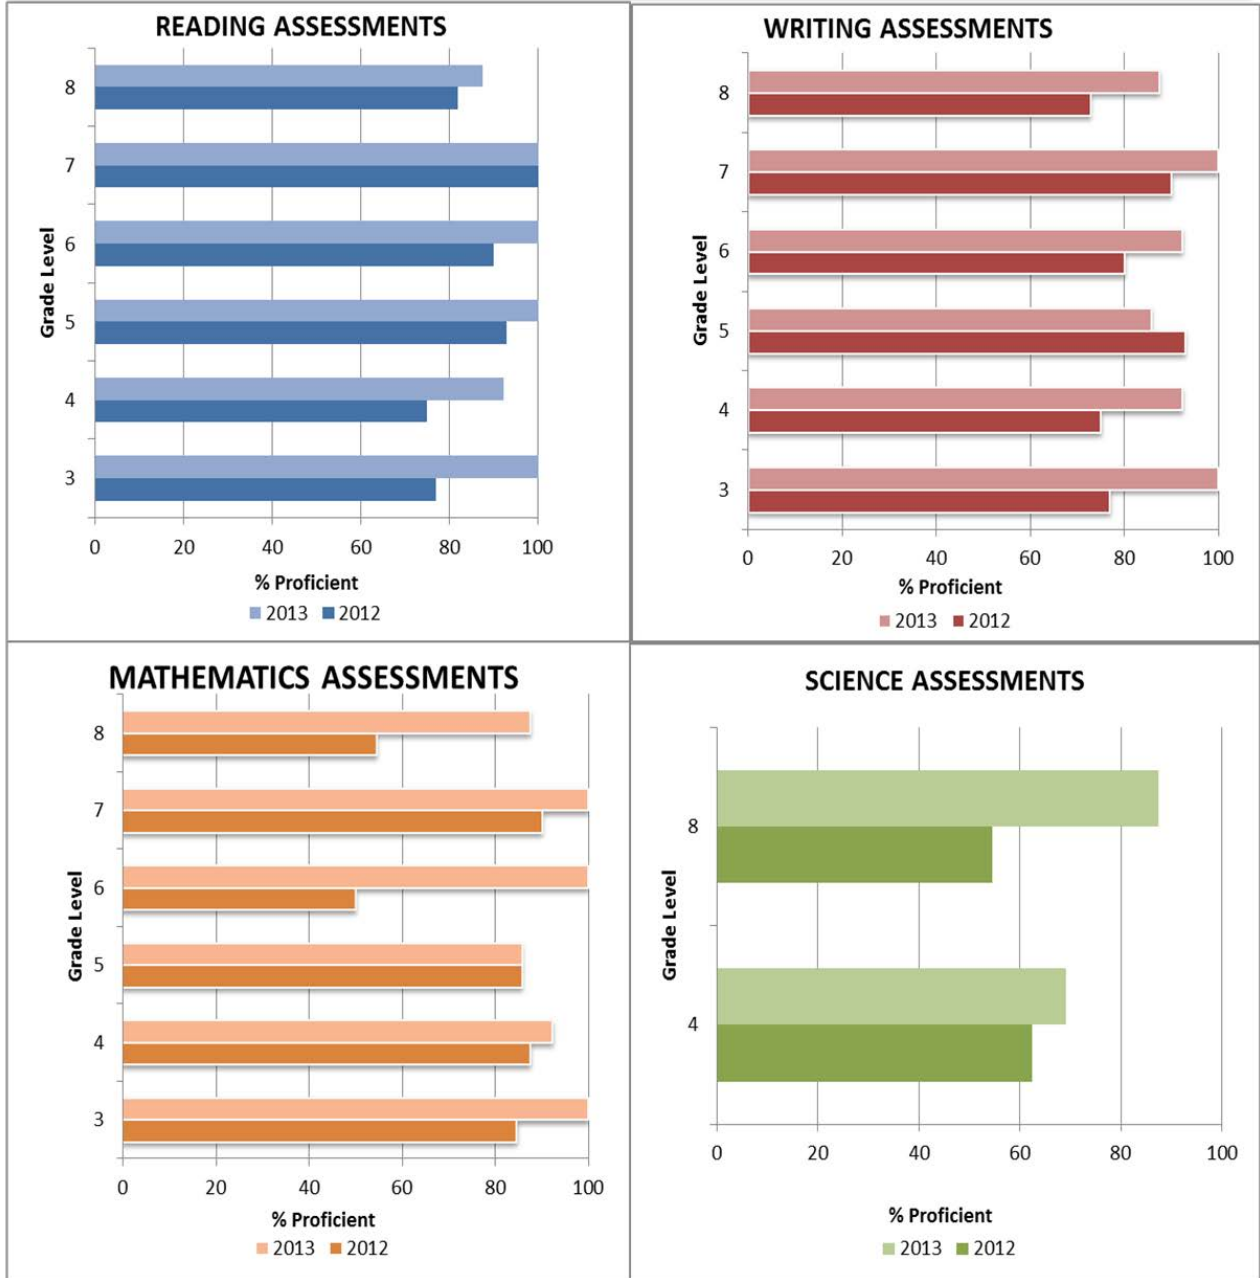 READING ASSESSMENTS
8
7
6
5
4
3
Grade Level
0 20 40 60 80 100
% Proficient
2013 2012
WRITING ASSESSMENTS
8
7
6
5
4
3
Grade Level
0 20 40 60 80 100
% Proficient
2013 2012
MATHEMATICS ASSESSMENTS
8
7
6
5
4
3
Grade Level
0 20 40 60 80 100
% Proficient
2013 2012
SCIENCE ASSESSMENTS
8
4
Grade Level
0 20 40 60 80 100
% Proficient
2013 2012